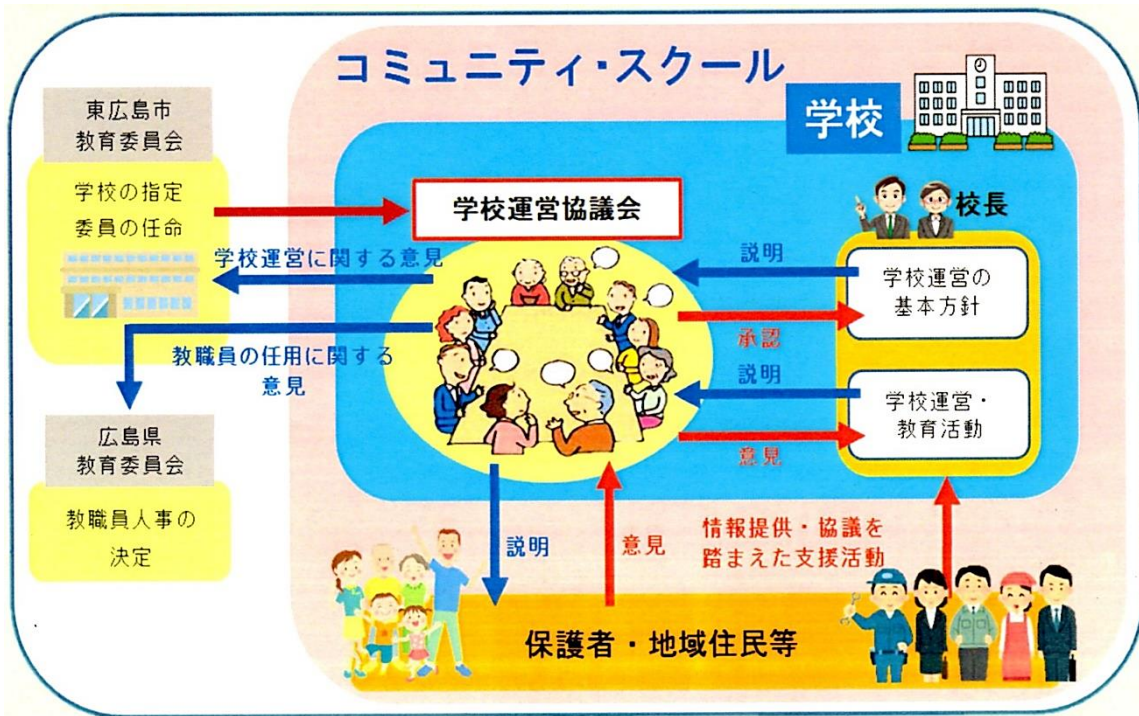 コミュニティ・スクール
学校
東広島市
教育委員会
学校の指定
委員の任命
学校運営協議会
校長
学校運営に関する意見
説明
学校運営の
基本方針
承認
教職員の任用に関する
意見
説明
学校運営・
教育活動
意見
広島県
教育委員会
教職員人事の
決定
説明
意見
情報提供・協議を
踏まえた支援活動
保護者・地域住民等